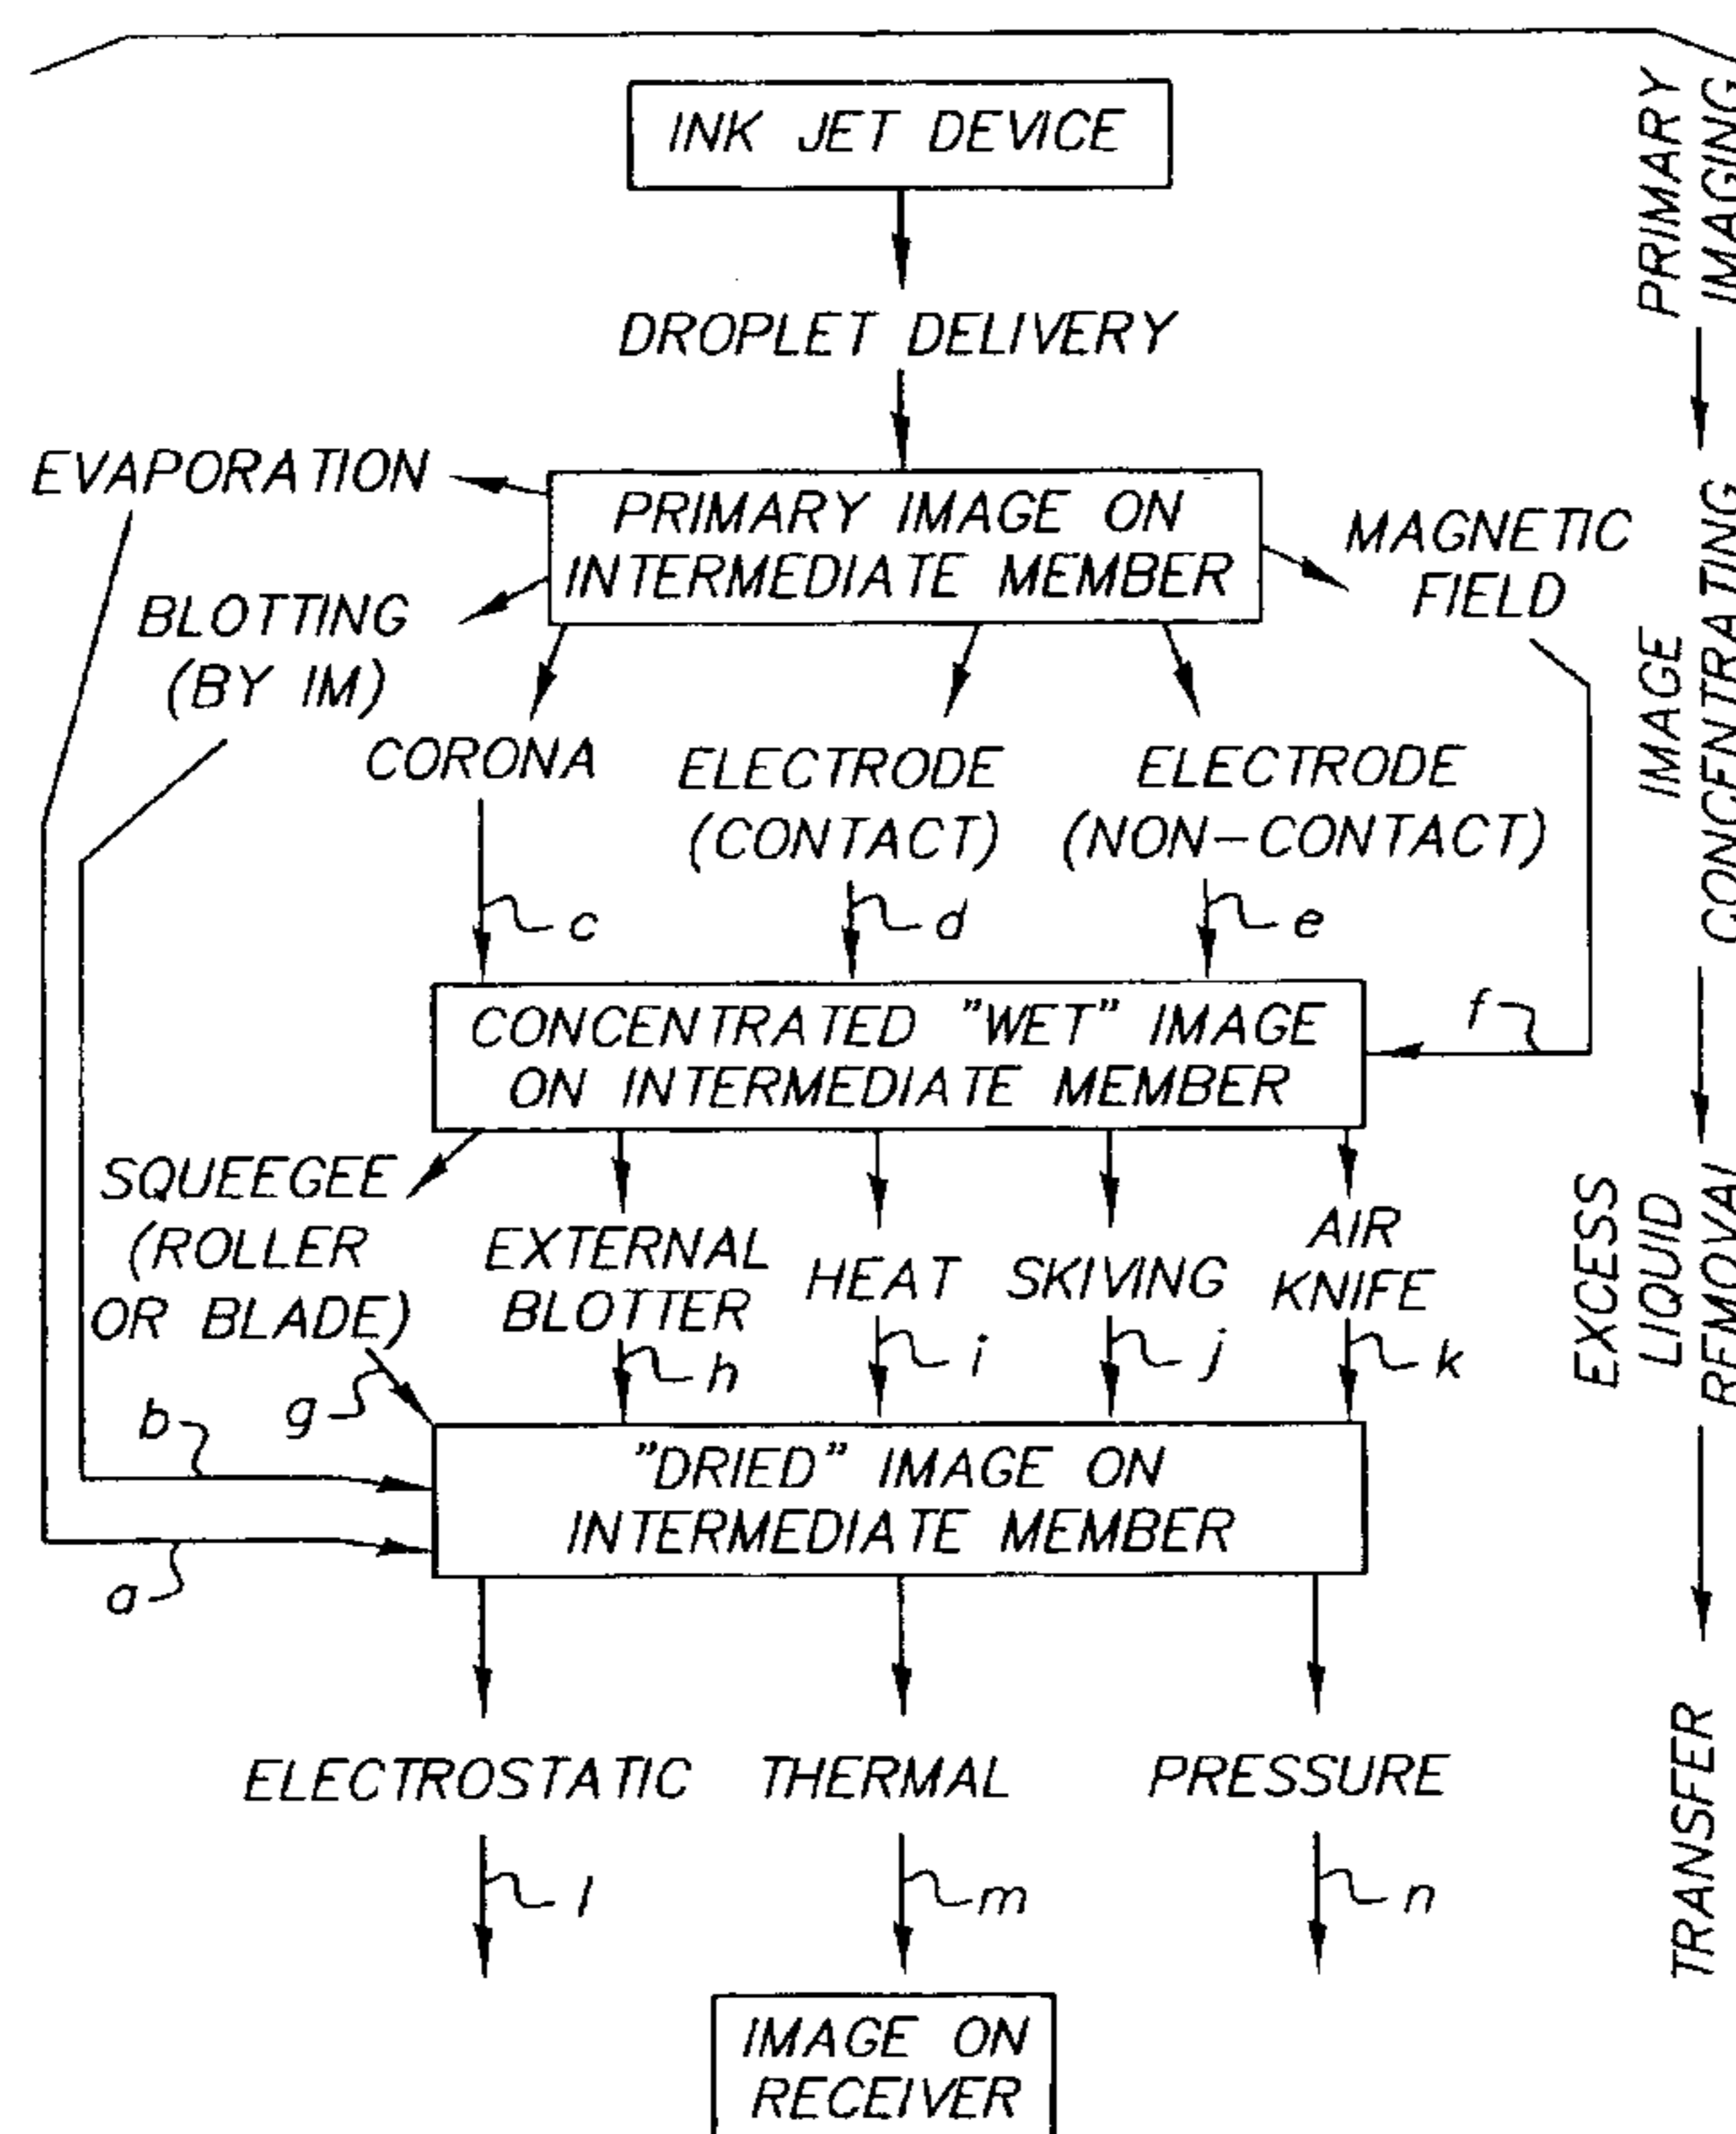 INK JET DEVICE
DROPLET DELIVERY
EVAPORATION
PRIMARY IMAGE ON
INTERMEDIATE MEMBER
MAGNETIC
FIELD
BLOTTING
(BY IM)
CORONA
ELECTRODE
(CONTACT)
ELECTRODE
(NON-CONTACT)
c
d
e
f
CONCENTRATED "WET" IMAGE
ON INTERMEDIATE MEMBER
SQUEEGEE
(ROLLER
OR BLADE)
EXTERNAL
BLOTTER
HEAT
SKIVING
AIR
KNIFE
g
h
i
j
k
b
a
"DRIED" IMAGE ON
INTERMEDIATE MEMBER
ELECTROSTATIC
THERMAL
PRESSURE
l
m
n
IMAGE ON
RECEIVER
PRIMARY
IMAGING
IMAGE
CONCENTRATING
EXCESS
LIQUID
REMOVAL
TRANSFER